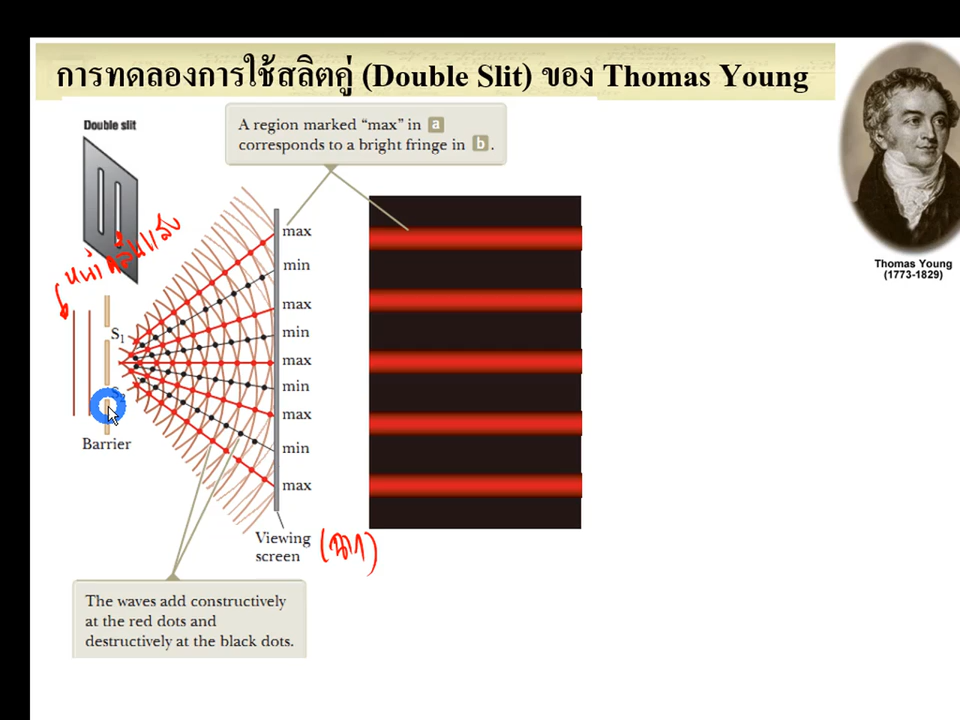 การทดลองการใช้สลิตคู่ (Double Slit) ของ Thomas Young
Double slit
A region marked “max” in a
corresponds to a bright fringe in b.
หน้าคลื่นแสง
max
min
max
min
max
min
max
min
max
S1
S2
Barrier
Viewing
screen
(ฉาก)
The waves add constructively
at the red dots and
destructively at the black dots.
Thomas Young
(1773-1829)